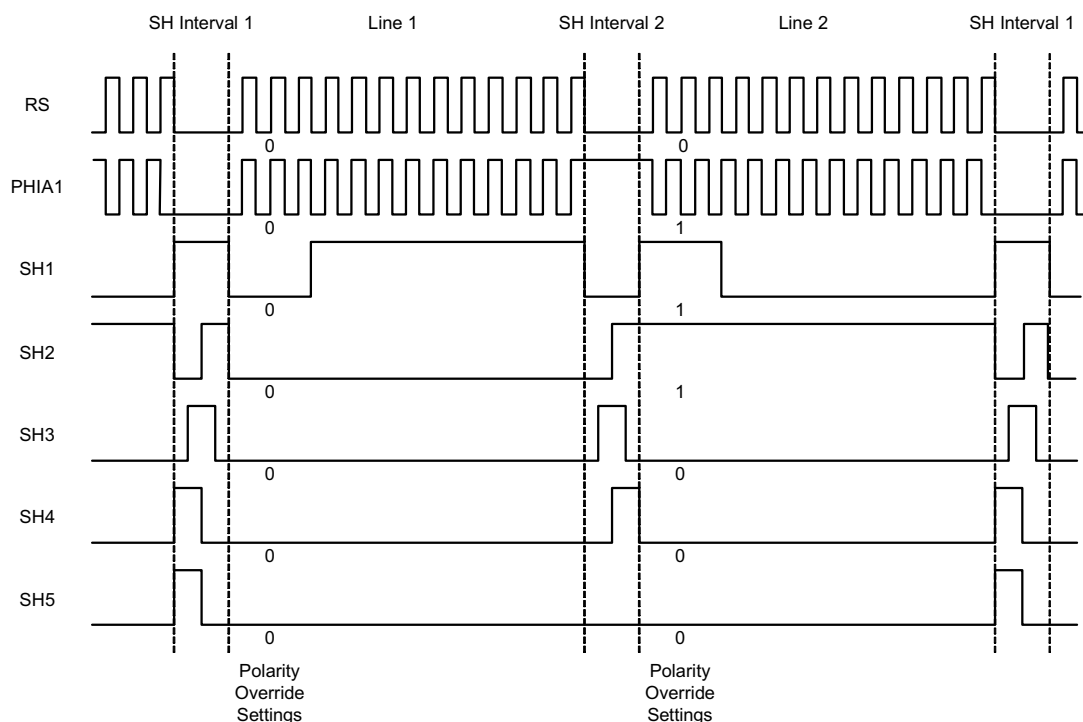 SH Interval 1 Line 1 SH Interval 2 Line 2 SH Interval 1
RS
0 0
PHIA1
0 1
SH1
0 1
SH2
0 1
SH3
0 0
SH4
0 0
SH5
0 0
Polarity Polarity
Override Override
Settings Settings